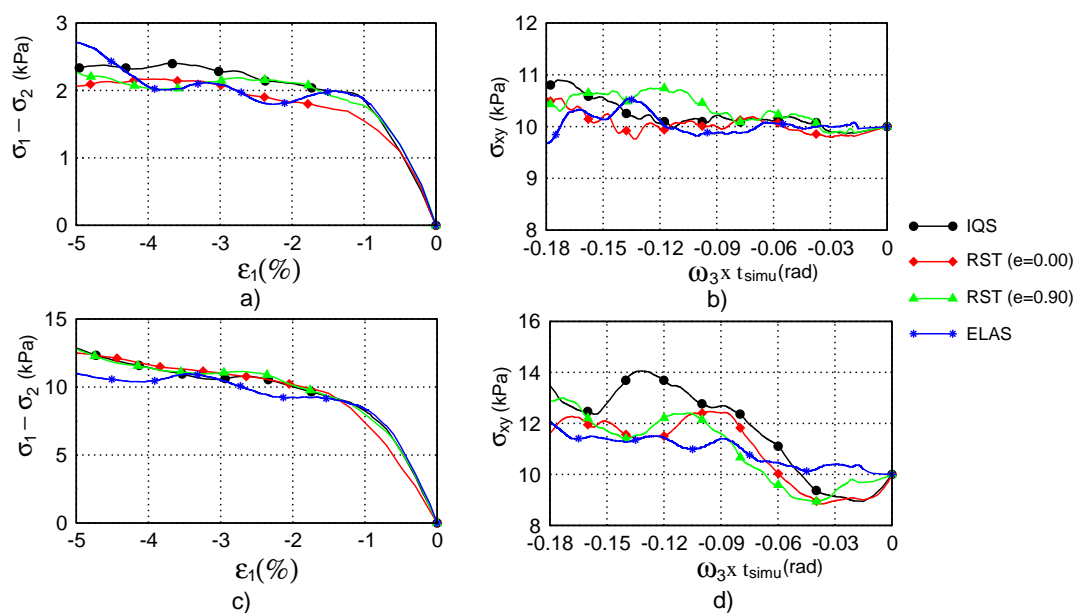 3
2
1
0
σ1 − σ2 (kPa)
-5 -4 -3 -2 -1 0
ε1(%)
a)
12
11
10
9
8
σxy (kPa)
-0.18 -0.15 -0.12 -0.09 -0.06 -0.03 0
ω3 x tsimu(rad)
b)
IQS
RST (e=0.00)
RST (e=0.90)
ELAS
15
10
5
0
σ1 − σ2 (kPa)
-5 -4 -3 -2 -1 0
ε1(%)
c)
16
14
12
10
8
σxy (kPa)
-0.18 -0.15 -0.12 -0.09 -0.06 -0.03 0
ω3 x tsimu(rad)
d)